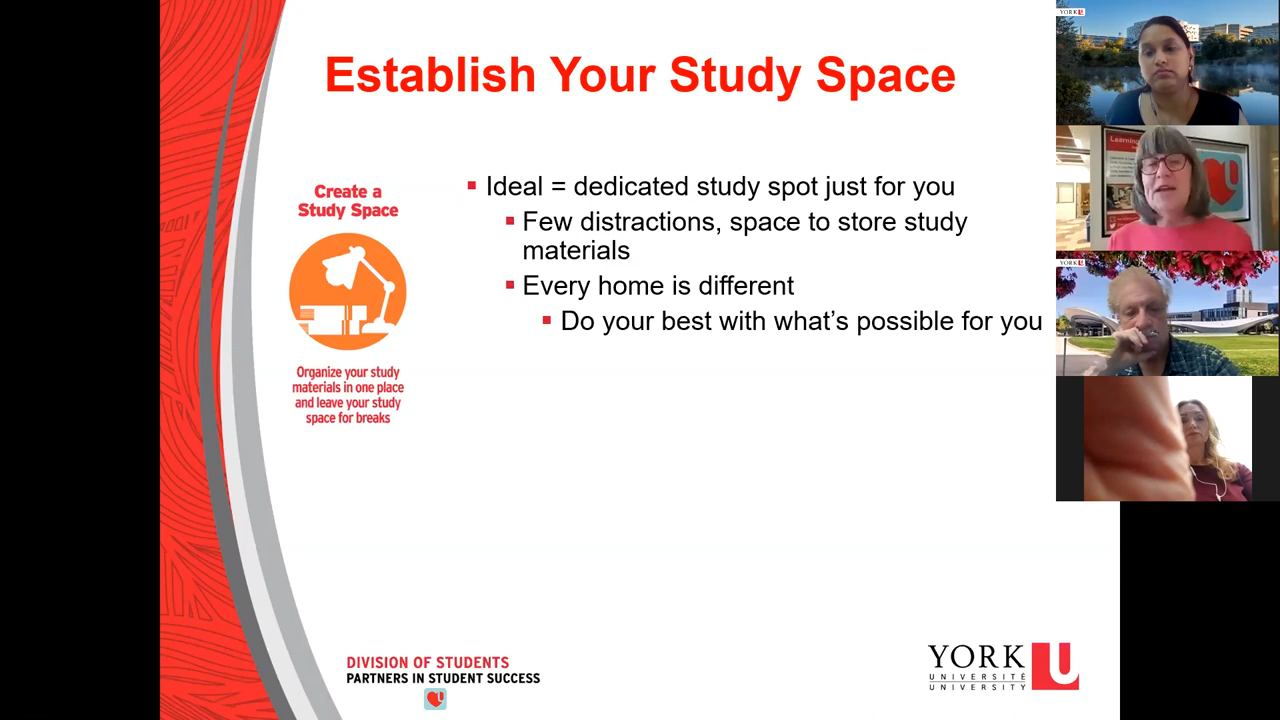 Establish Your Study Space
Create a
Study Space
Organize your study
materials in one place
and leave your study
space for breaks
Ideal = dedicated study spot just for you
Few distractions, space to store study
materials
Every home is different
Do your best with what's possible for you
DIVISION OF STUDENTS
PARTNERS IN STUDENT SUCCESS
YORK U
UNIVERSITÉ
UNIVERSITY
YORK U
Learning
YORK U